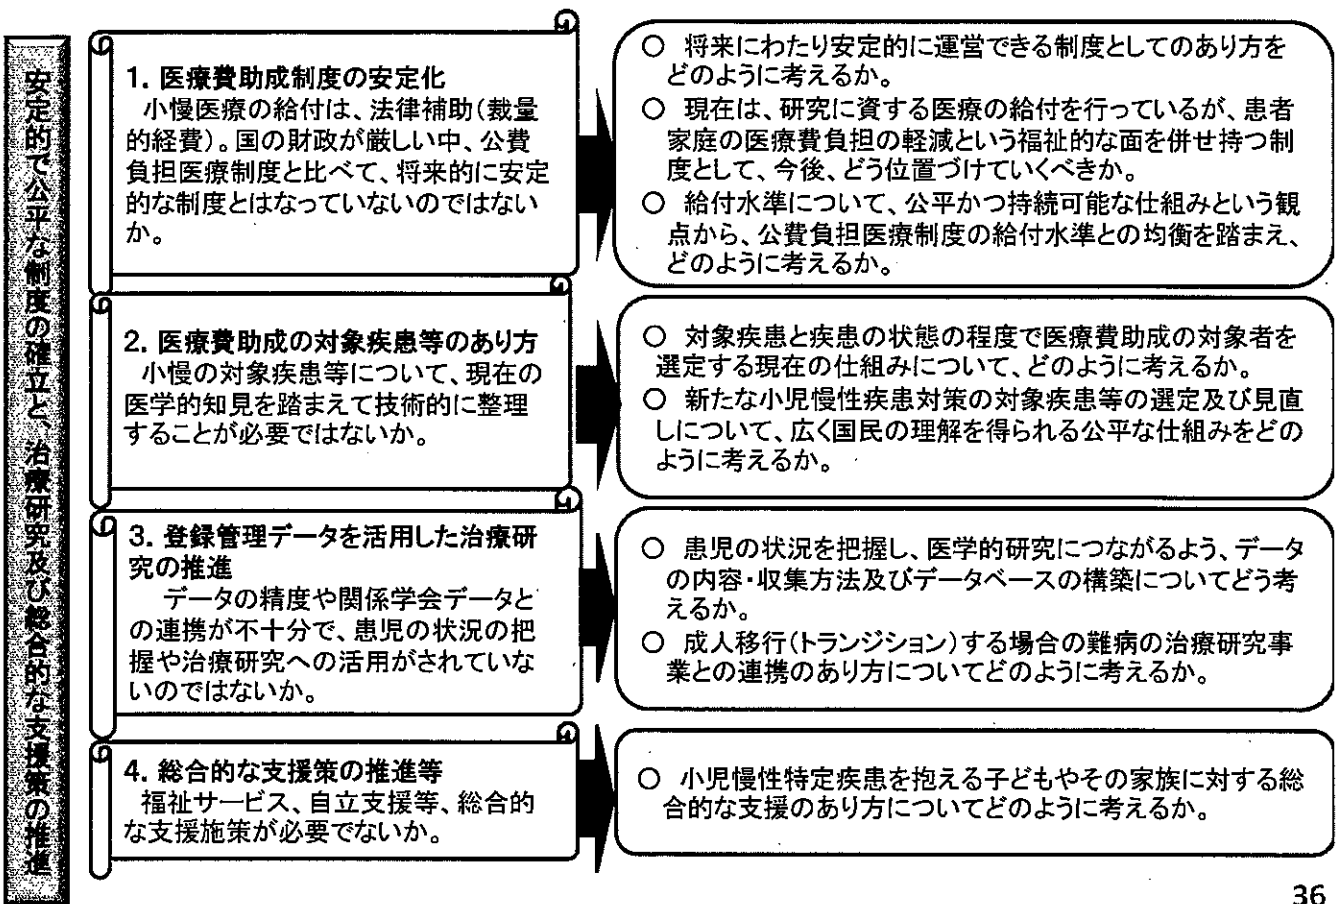 安定的で公平な制度の確立と、治療研究及び総合的な支援策の推進
1. 医療費助成制度の安定化
小慢医療の給付は、法律補助(裁量
的経費)。国の財政が厳しい中、公費
負担医療制度と比べて、将来的に安定
的な制度とはなっていないのではない
か。
○ 将来にわたり安定的に運営できる制度としてのあり方を
どのように考えるか。
○ 現在は、研究に資する医療の給付を行っているが、患者
家庭の医療費負担の軽減という福祉的な面を併せ持つ制
度として、今後、どう位置づけていくべきか。
○ 給付水準について、公平かつ持続可能な仕組みという観
点から、公費負担医療制度の給付水準との均衡を踏まえ、
どのように考えるか。
2. 医療費助成の対象疾患等のあり方
小慢の対象疾患等について、現在の
医学的知見を踏まえて技術的に整理
することが必要ではないか。
○ 対象疾患と疾患の状態の程度で医療費助成の対象者を
選定する現在の仕組みについて、どのように考えるか。
○ 新たな小児慢性疾患対策の対象疾患等の選定及び見直
しについて、広く国民の理解を得られる公平な仕組みをどの
ように考えるか。
3. 登録管理データを活用した治療研
究の推進
データの精度や関係学会データと
の連携が不十分で、患児の状況の把
握や治療研究への活用がされていな
いのではないか。
○ 患児の状況を把握し、医学的研究につながるよう、データ
の内容・収集方法及びデータベースの構築についてどう考
えるか。
○ 成人移行(トランジション)する場合の難病の治療研究事
業との連携のあり方についてどのように考えるか。
4. 総合的な支援策の推進等
福祉サービス、自立支援等、総合的
な支援施策が必要でないか。
○ 小児慢性特定疾患を抱える子どもやその家族に対する総
合的な支援のあり方についてどのように考えるか。
36